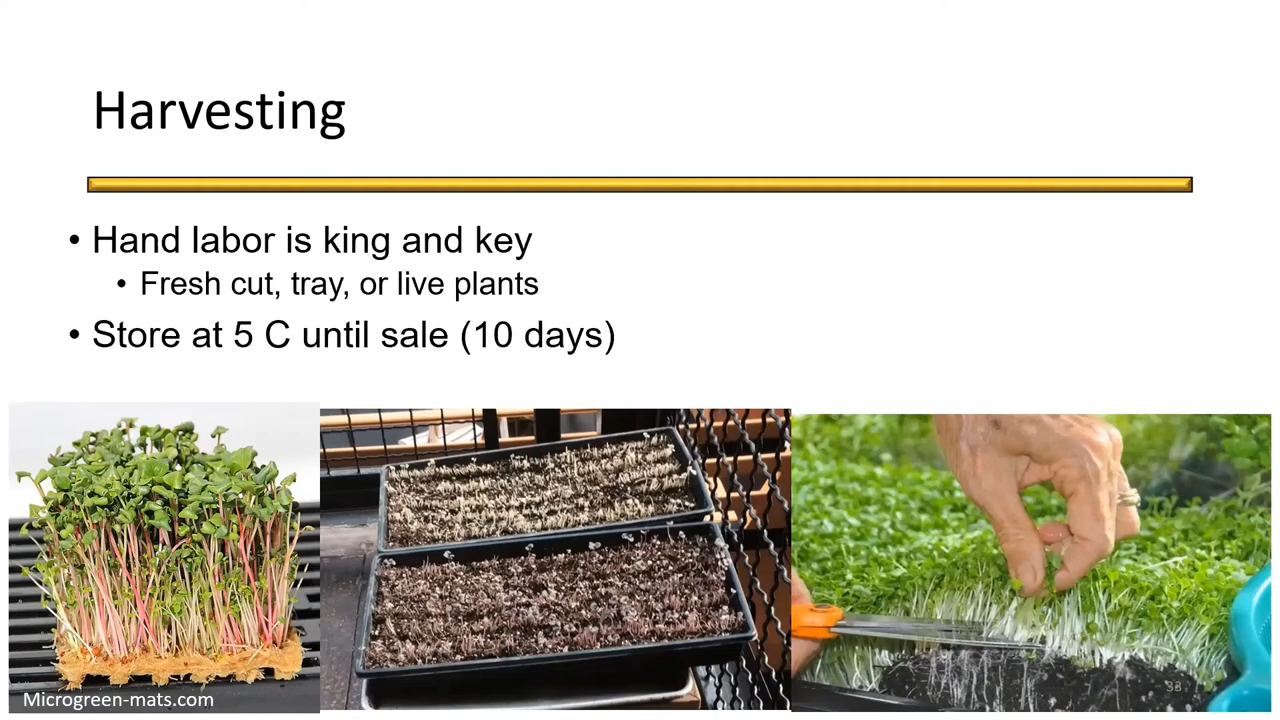 Harvesting
• Hand labor is king and key
• Fresh cut, tray, or live plants
• Store at 5 C until sale (10 days)
Microgreen-mats.com